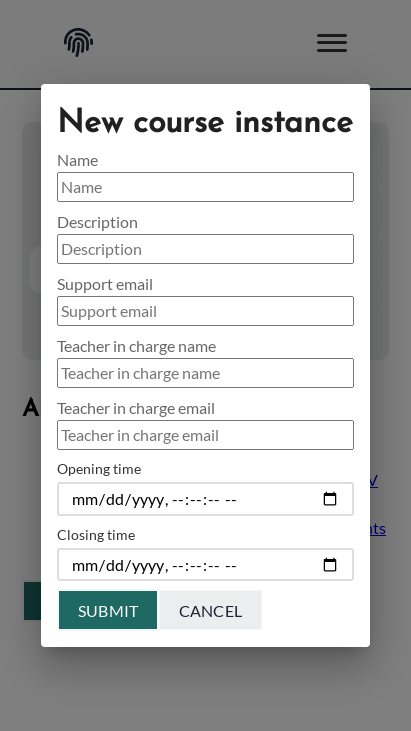 New course instance
Name
Name
Description
Description
Support email
Support email
Teacher in charge name
Teacher in charge name
Teacher in charge email
Teacher in charge email
Opening time
mm/dd/yyyy, --:--:-- --
Closing time
mm/dd/yyyy, --:--:-- --
SUBMIT CANCEL